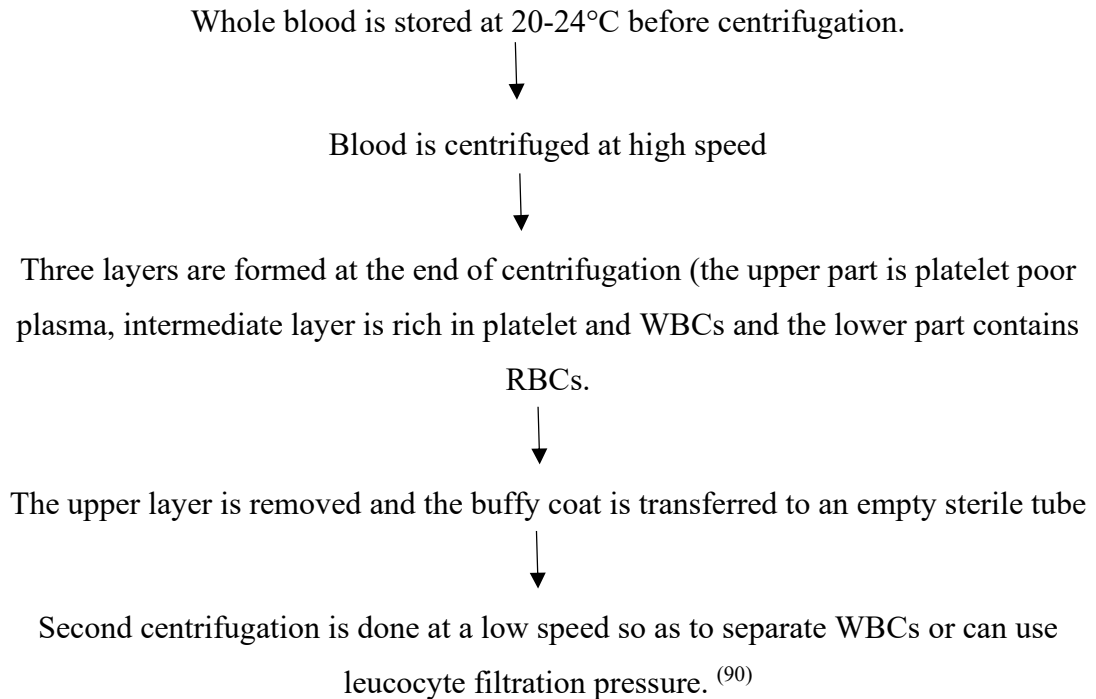 Whole blood is stored at 20-24°C before centrifugation.
Blood is centrifuged at high speed
Three layers are formed at the end of centrifugation (the upper part is platelet poor
plasma, intermediate layer is rich in platelet and WBCs and the lower part contains
RBCs.
The upper layer is removed and the buffy coat is transferred to an empty sterile tube
Second centrifugation is done at a low speed so as to separate WBCs or can use
leucocyte filtration pressure. (90)